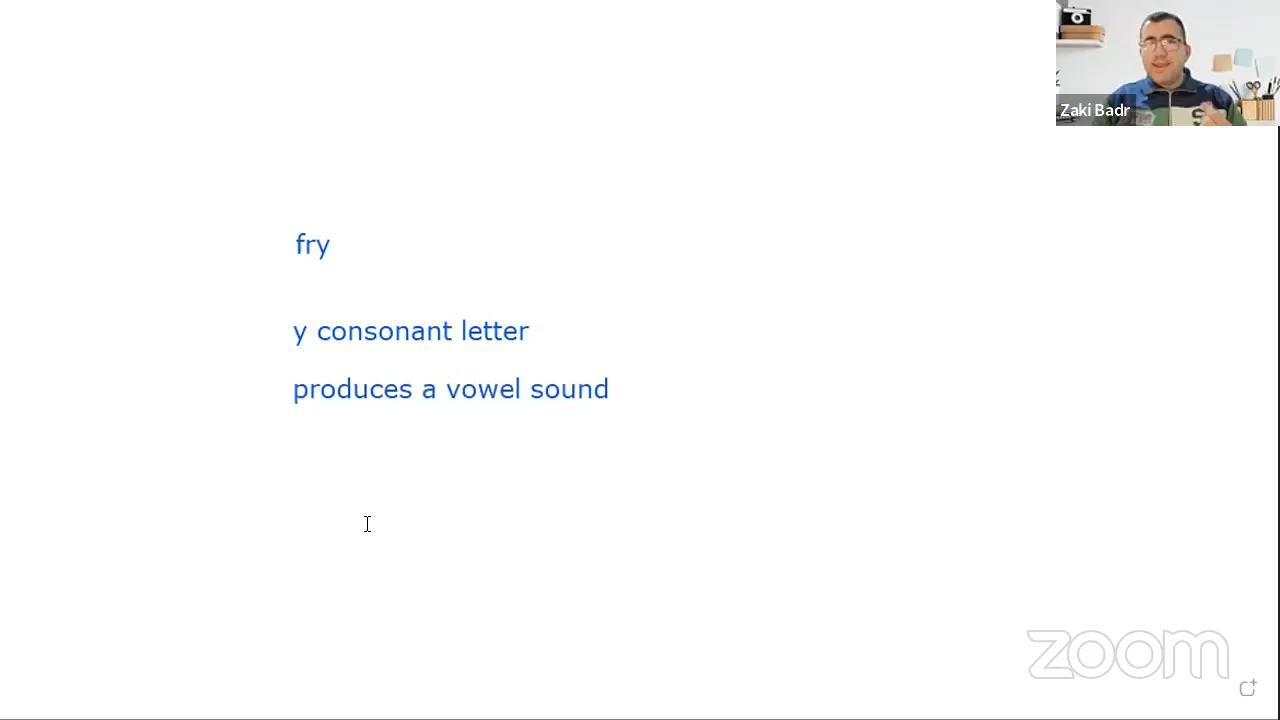 Zaki Badr
fry
y consonant letter
produces a vowel sound
zoom